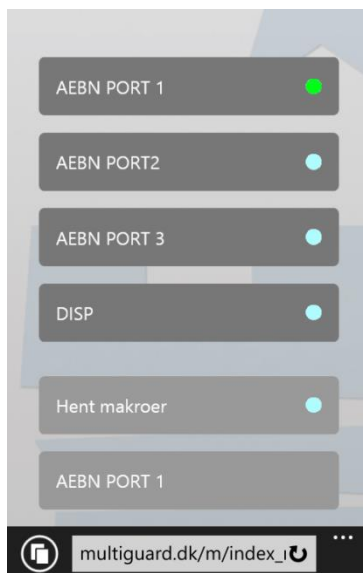 AEBN PORT 1
AEBN PORT2
AEBN PORT 3
DISP
Hent makroer
AEBN PORT 1
multiguard.dk/m/index_